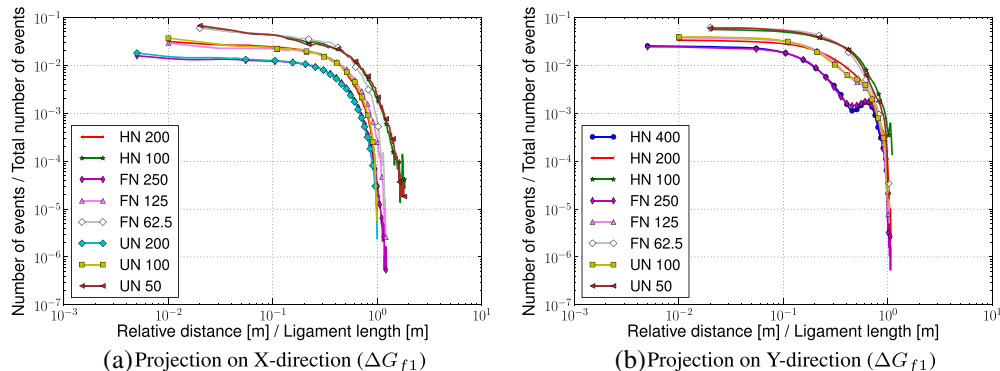 Number of events / Total number of events
10^{-1}
10^{-2}
10^{-3}
10^{-4}
10^{-5}
10^{-6}
10^{-7}
HN 200
HN 100
FN 250
FN 125
FN 62.5
UN 200
UN 100
UN 50
10^{-3}
10^{-2}
10^{-1}
10^{0}
10^{1}
Relative distance [m] / Ligament length [m]
(a) Projection on X-direction (ΔG_{f1})
Number of events / Total number of events
10^{-1}
10^{-2}
10^{-3}
10^{-4}
10^{-5}
10^{-6}
10^{-7}
HN 400
HN 200
HN 100
FN 250
FN 125
FN 62.5
UN 100
UN 50
10^{-3}
10^{-2}
10^{-1}
10^{0}
10^{1}
Relative distance [m] / Ligament length [m]
(b) Projection on Y-direction (ΔG_{f1})